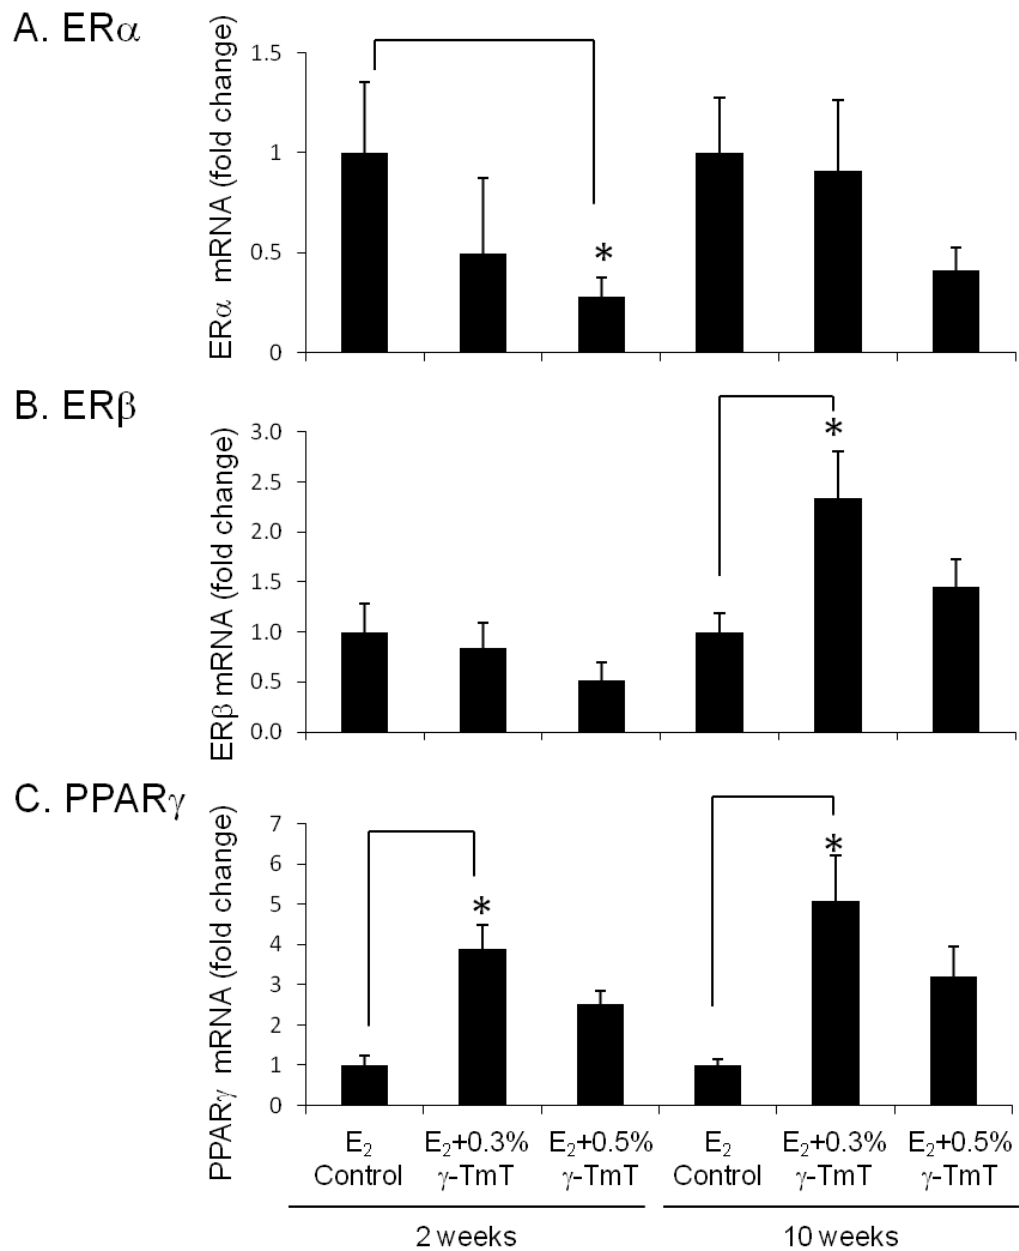 A. ERα
ERα mRNA (fold change)
1.5
1
0.5
0
*
B. ERβ
ERβ mRNA (fold change)
3.0
2.5
2.0
1.5
1.0
0.5
0.0
*
C. PPARγ
PPARγ mRNA (fold change)
7
6
5
4
3
2
1
0
*
*
E₂ E₂+0.3% E₂+0.5% E₂ E₂+0.3% E₂+0.5%
Control γ-TmT γ-TmT Control γ-TmT γ-TmT
2 weeks 10 weeks